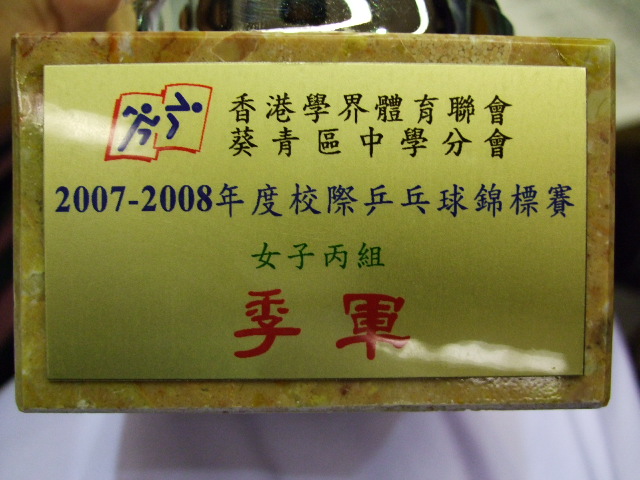 香港學界體育聯會
葵青區中學分會
2007-2008年度校際乒乓球錦標賽
女子丙組
季軍